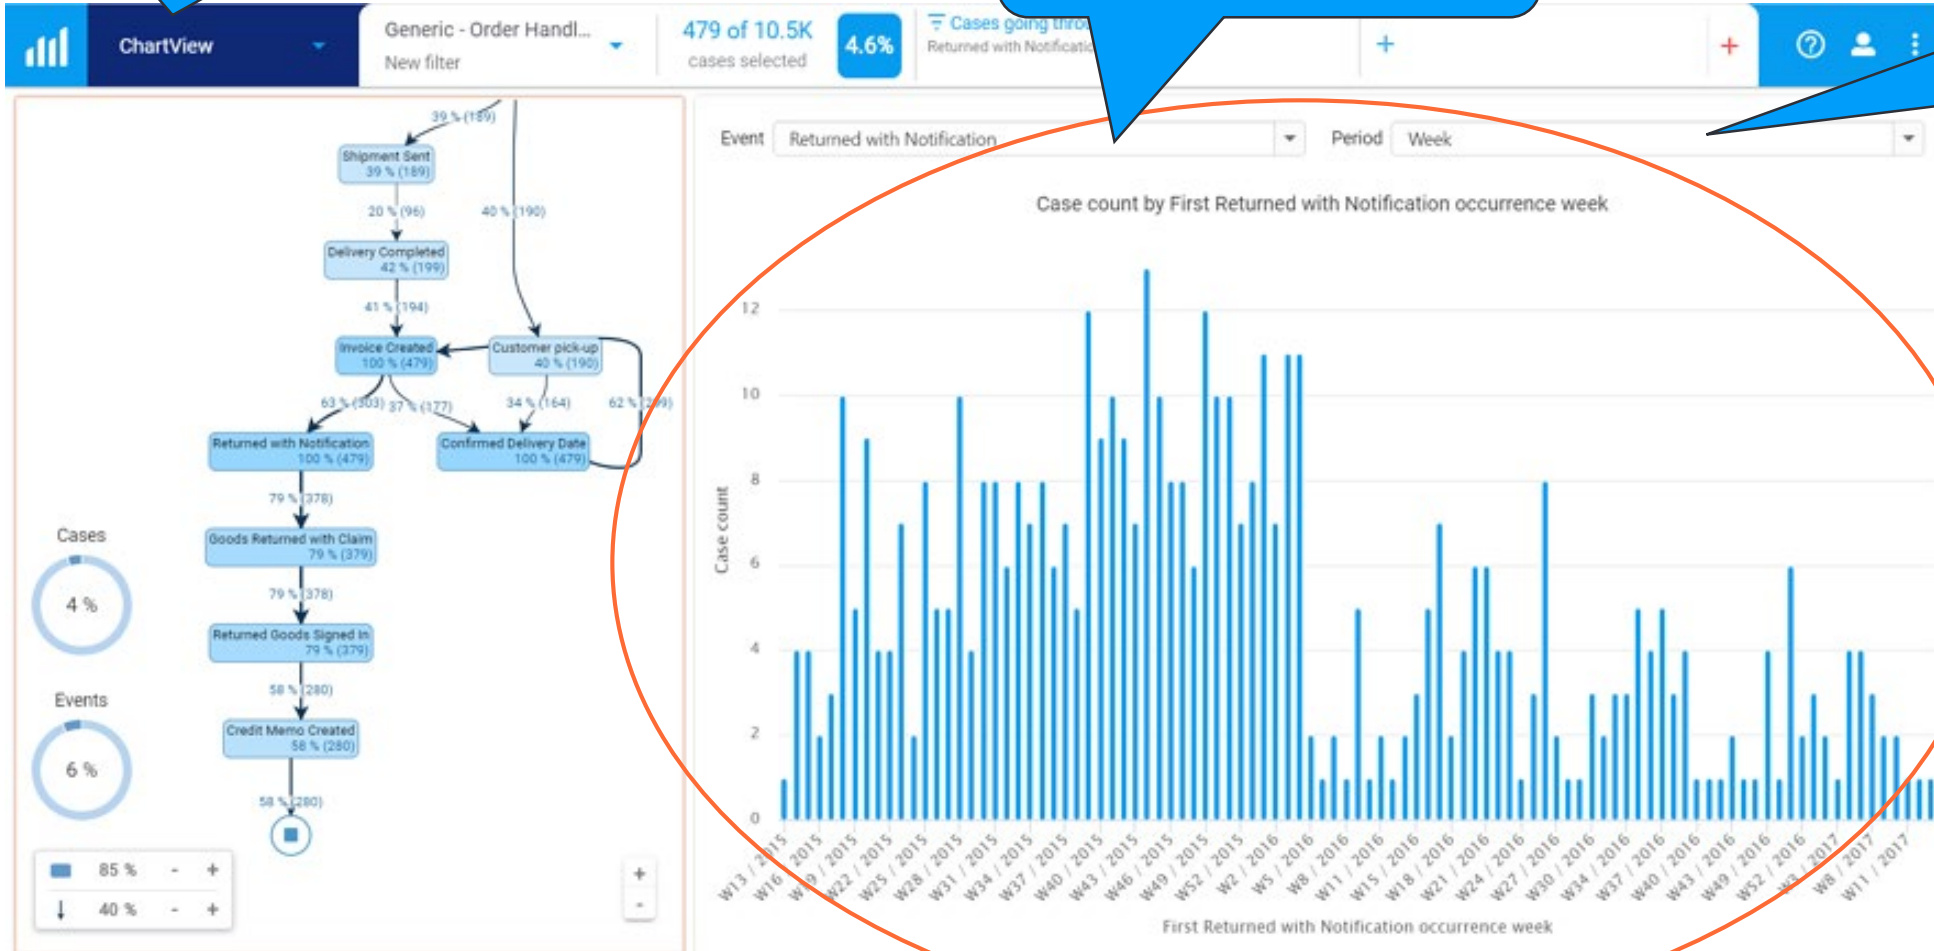 ChartView
Generic - Order Handl...
New filter
479 of 10.5K
cases selected
4.6%
Cases going
Returned with
+
+
39 % (189)
Shipment Sent
39 % (189)
20 % (96)
40 % (190)
Delivery Completed
42 % (199)
41 % (194)
Invoice Created
100 % (479)
Customer pick-up
40 % (190)
63 % (303)
37 % (177)
34 % (164)
62 %
Returned with Notification
100 % (479)
Confirmed Delivery Date
100 % (479)
79 % (378)
Goods Returned with Claim
79 % (379)
79 % (378)
Returned Goods Signed In
79 % (379)
58 % (280)
Credit Memo Created
58 % (280)
58 % (280)
Cases
4 %
Events
6 %
85 % - +
40 % - +
+
-
Event Returned with Notification Period Week
Case count by First Returned with Notification occurrence week
Case count
12
10
8
6
4
2
0
W13 / 2015
W16 / 2015
W19 / 2015
W22 / 2015
W25 / 2015
W28 / 2015
W31 / 2015
W34 / 2015
W37 / 2015
W40 / 2015
W43 / 2015
W46 / 2015
W49 / 2015
W52 / 2015
W2 / 2016
W5 / 2016
W8 / 2016
W11 / 2016
W15 / 2016
W18 / 2016
W21 / 2016
W24 / 2016
W27 / 2016
W30 / 2016
W34 / 2016
W37 / 2016
W40 / 2016
W43 / 2016
W49 / 2016
W52 / 2016
W3 / 2017
W8 / 2017
W11 / 2017
First Returned with Notification occurrence week